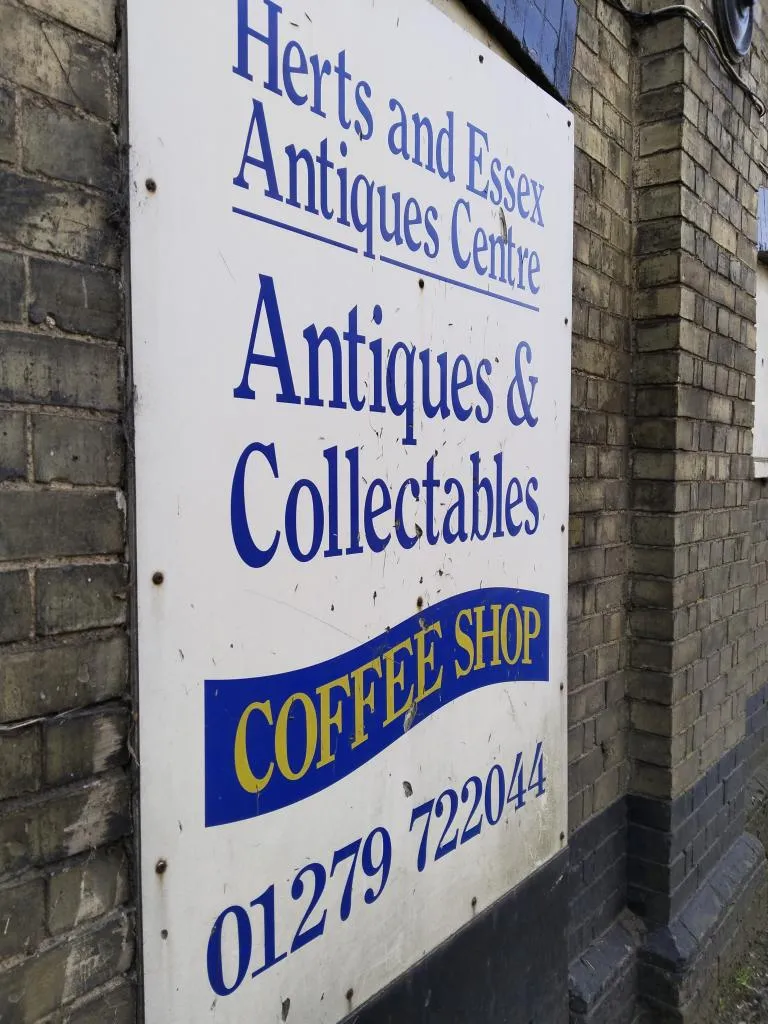 Herts and Essex
Antiques Centre
Antiques &
Collectables
COFFEE SHOP
01279 722044